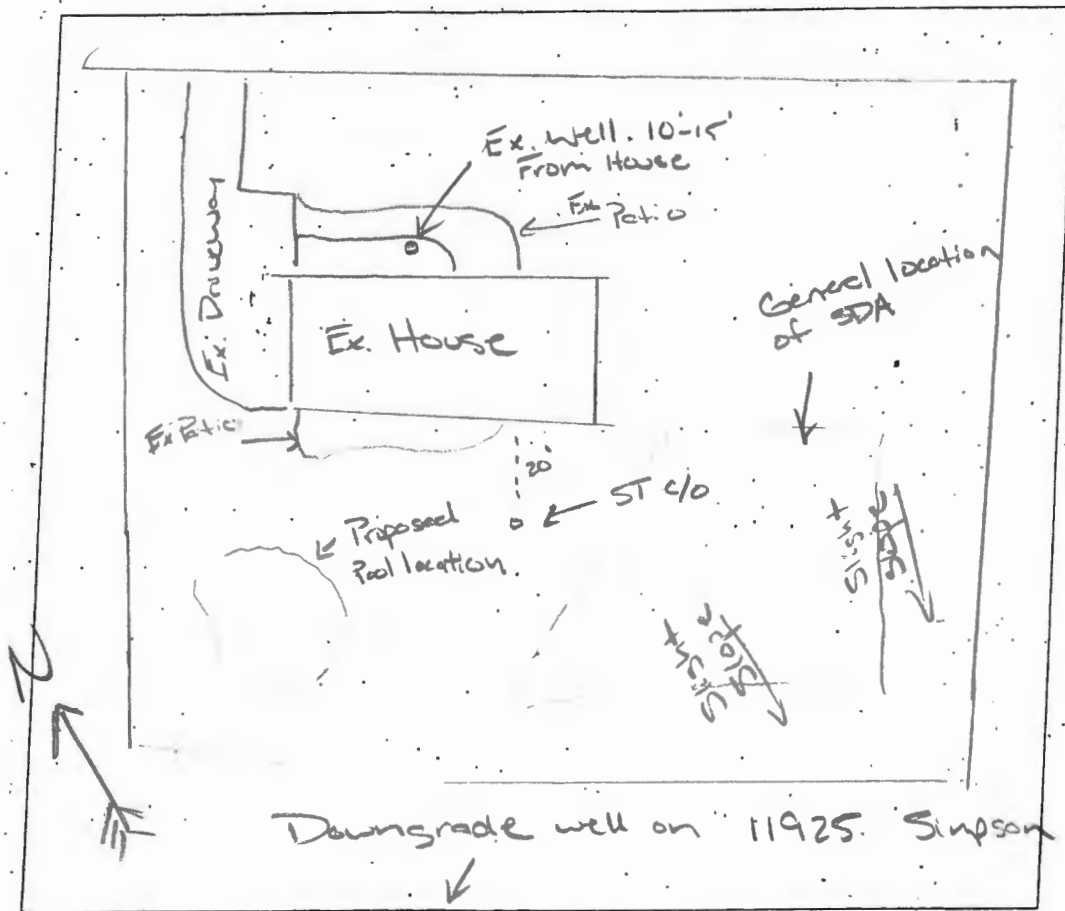 Ex. Well. 10'-15'
From House
Ex. Patio
Ex. Driveway
General location
of SDA
Ex. House
Ex Patio
20'
ST c/o
Proposed
Pool location.
Slight
Slope
Slight
Slope
N
Downgrade well on 11925. Simpson